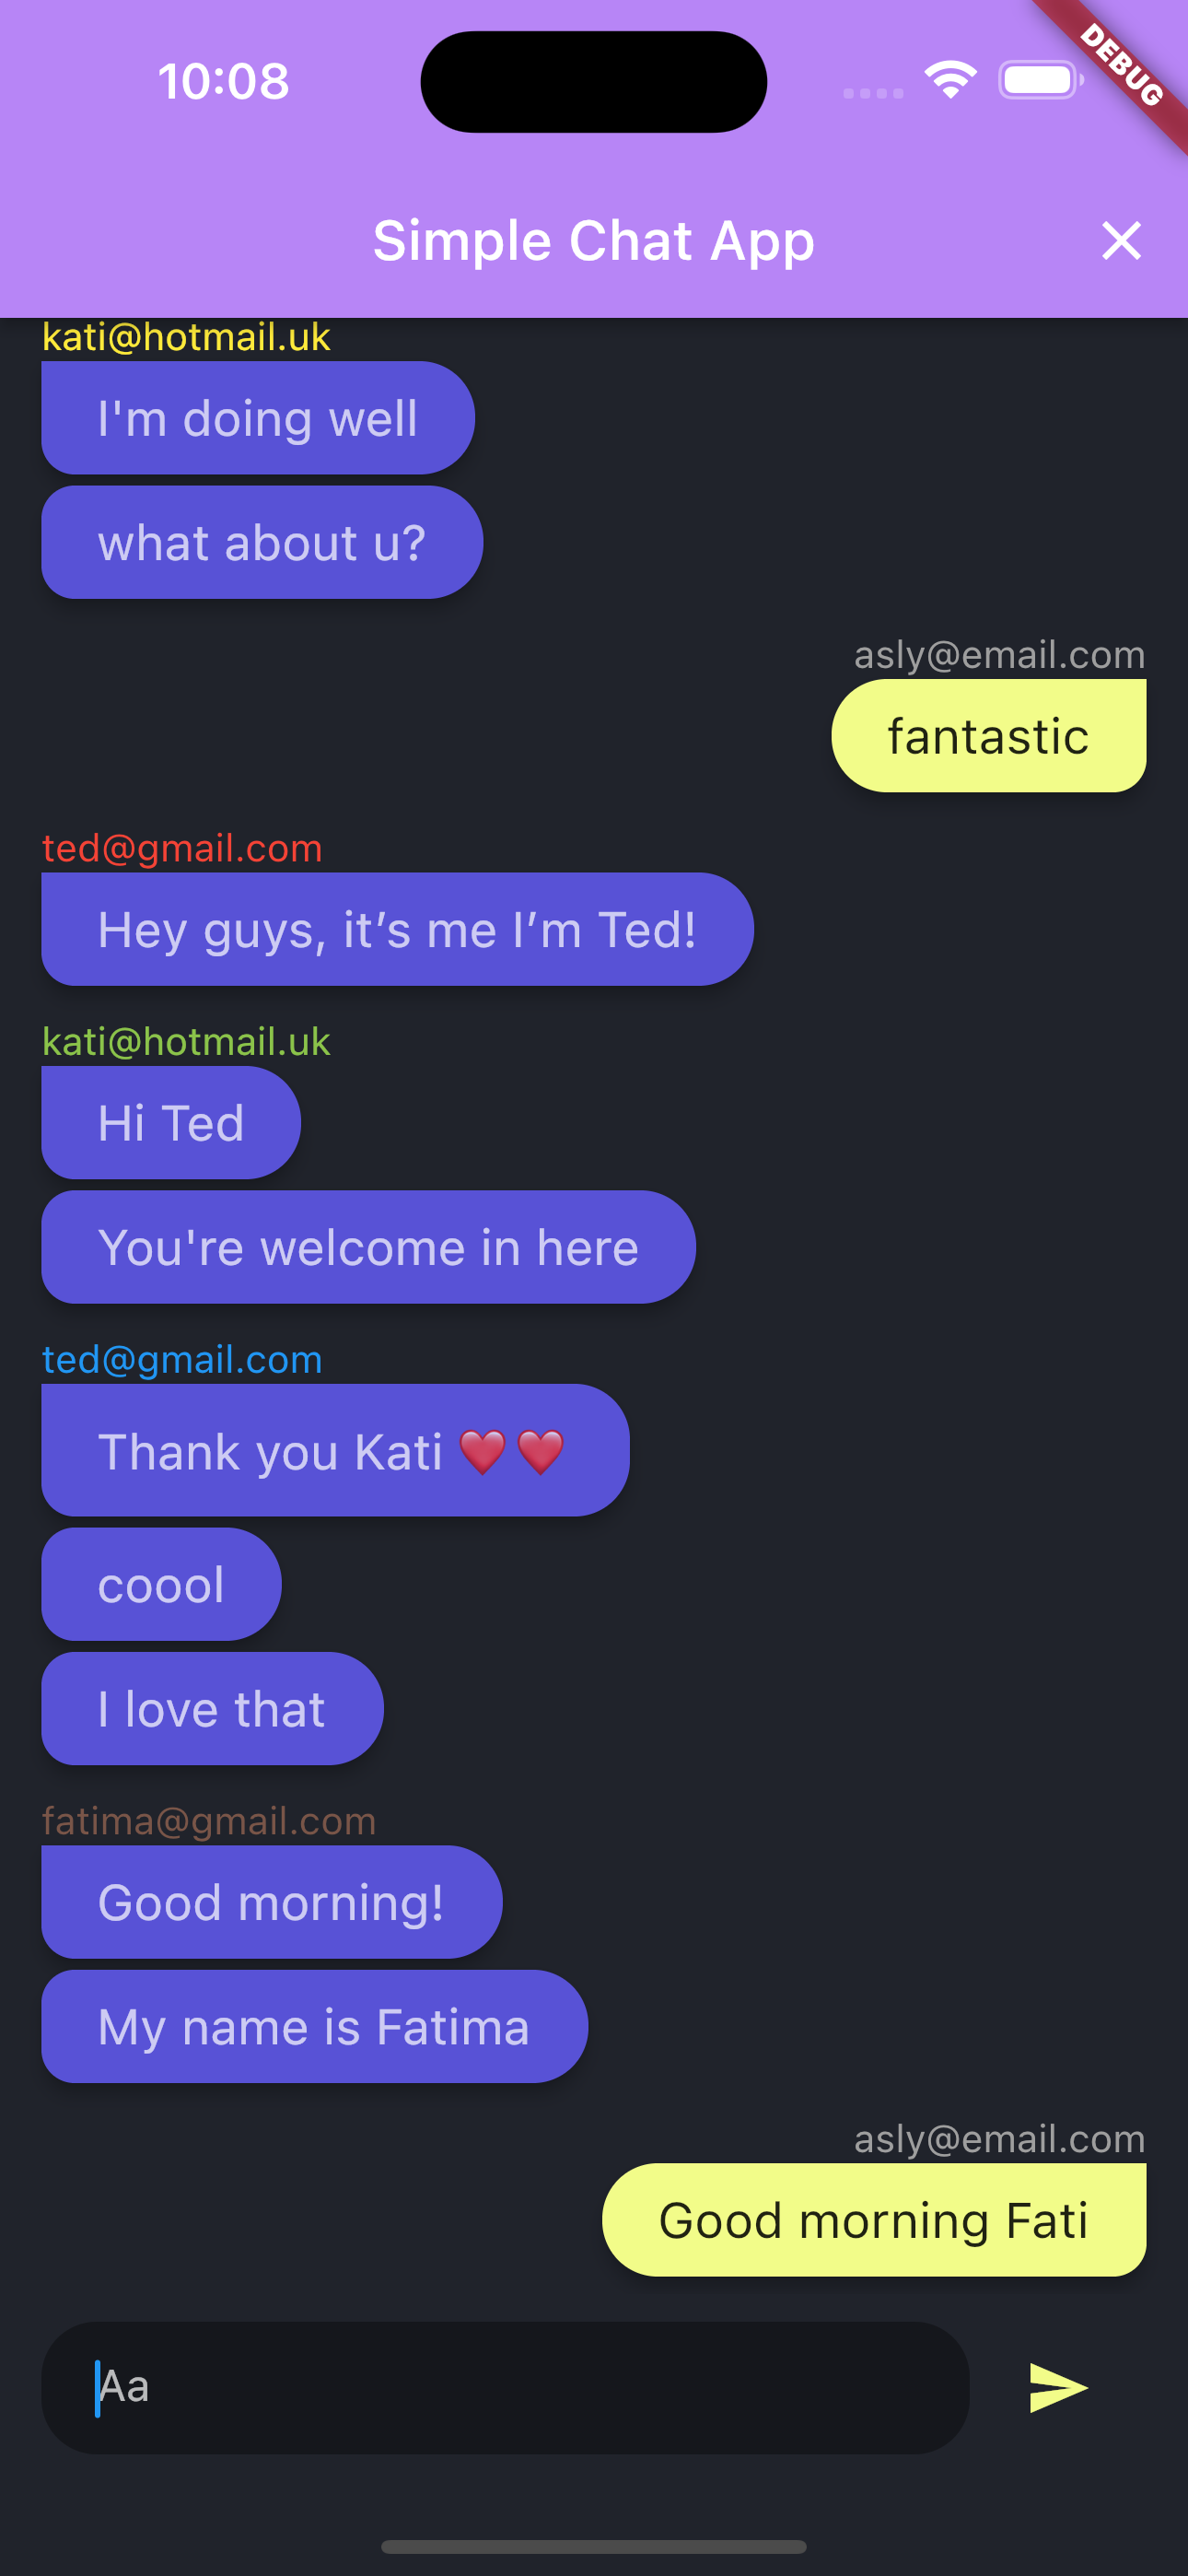 10:08
DEBUG
Simple Chat App
kati@hotmail.uk
I'm doing well
what about u?
asly@email.com
fantastic
ted@gmail.com
Hey guys, it’s me I’m Ted!
kati@hotmail.uk
Hi Ted
You're welcome in here
ted@gmail.com
Thank you Kati ❤️❤️
coool
I love that
fatima@gmail.com
Good morning!
My name is Fatima
asly@email.com
Good morning Fati
Aa